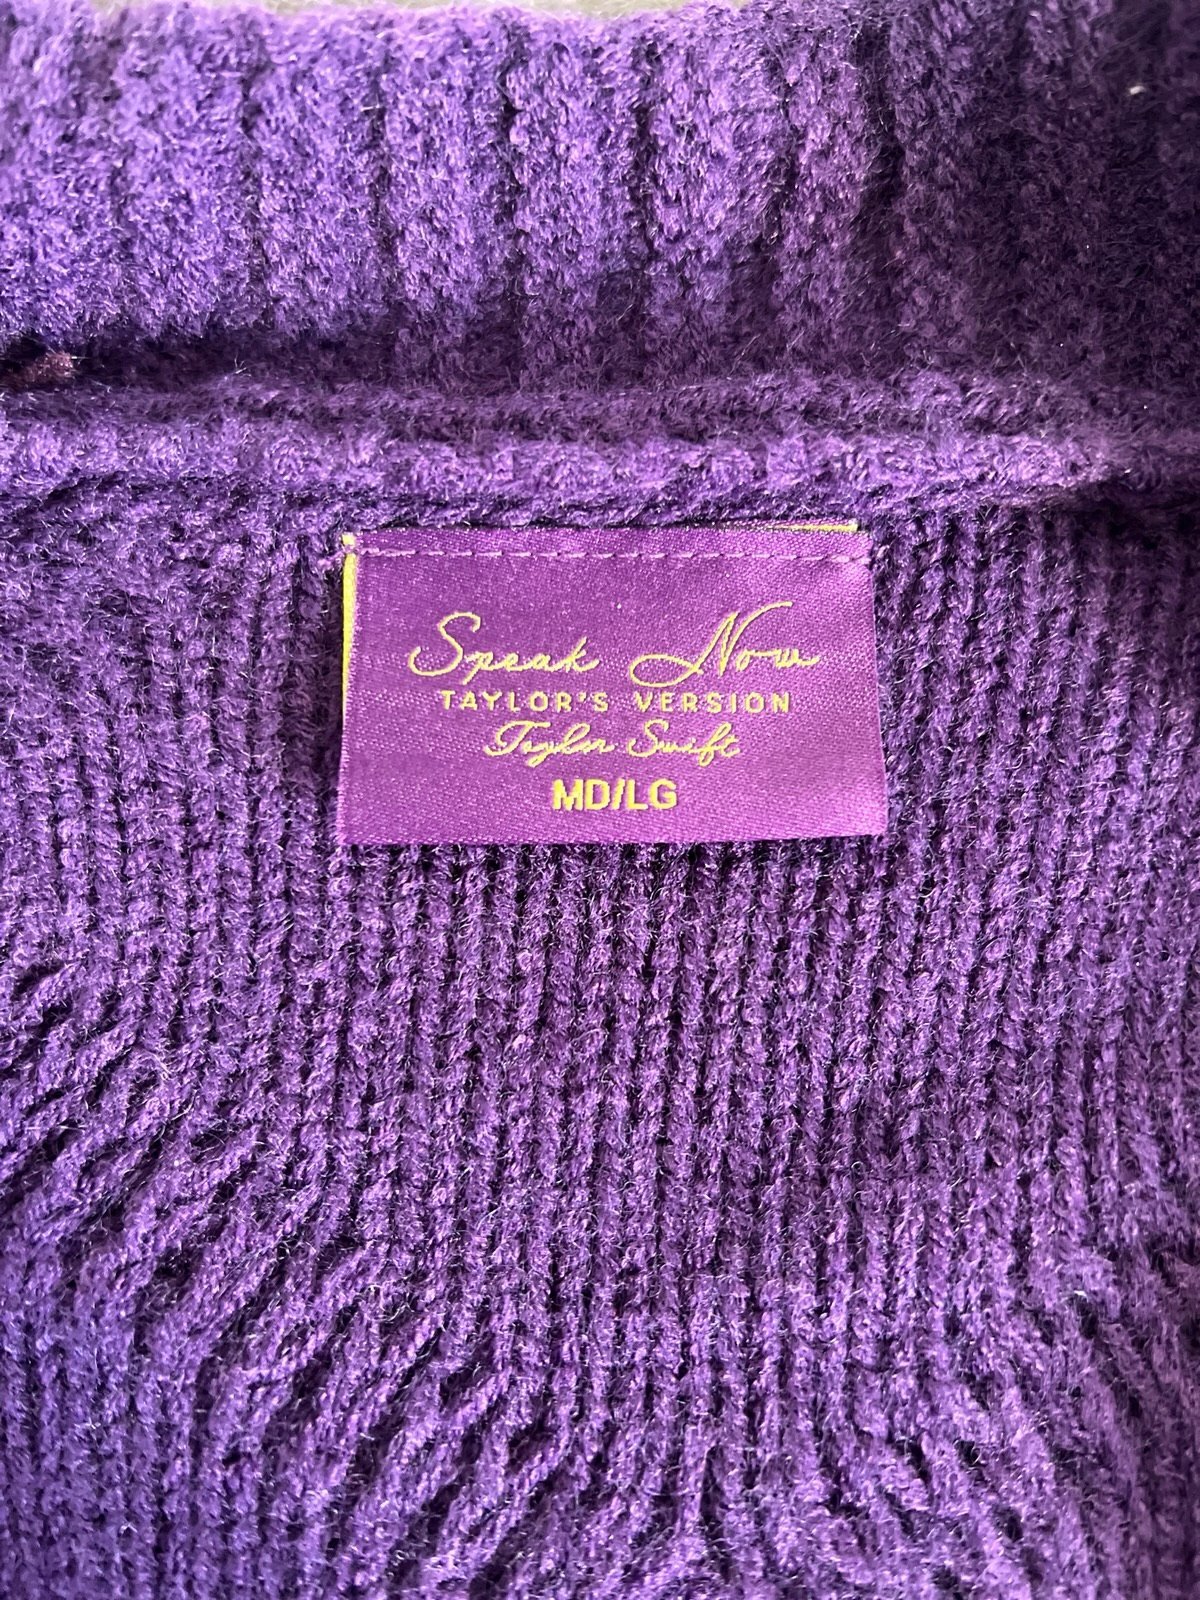 Speak Now
TAYLOR'S VERSION
Taylor Swift
MD/LG